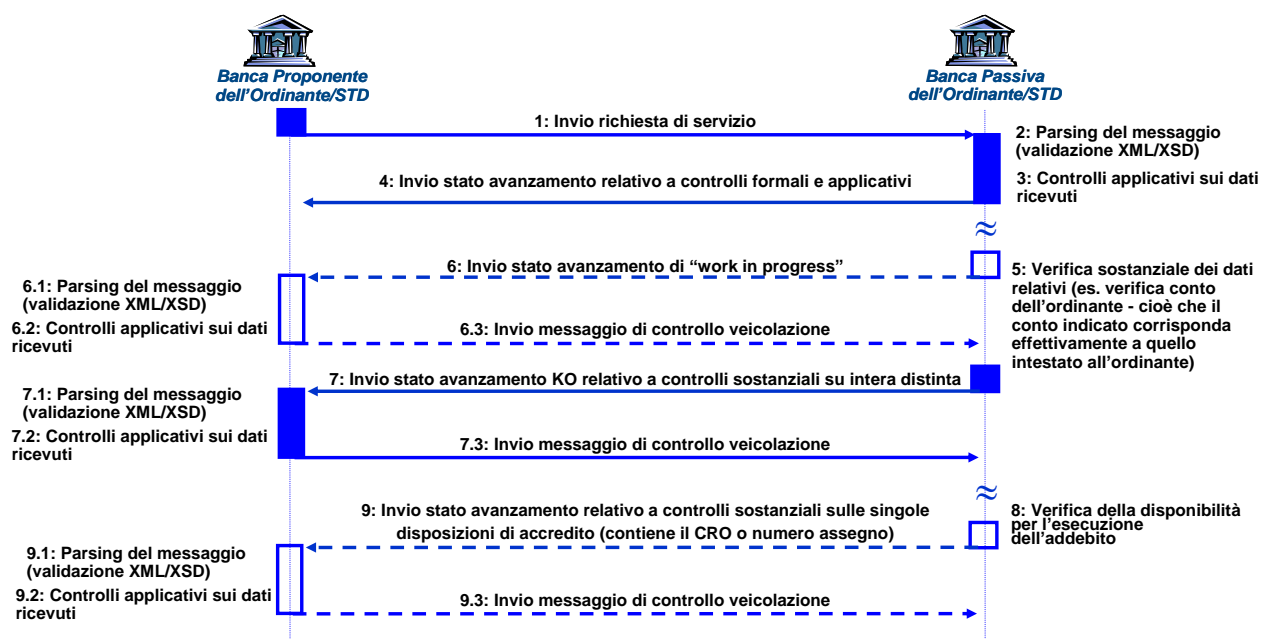 Banca Proponente
dell'Ordinante/STD
Banca Passiva
dell'Ordinante/STD
1: Invio richiesta di servizio
2: Parsing del messaggio
(validazione XML/XSD)
3: Controlli applicativi sui dati
ricevuti
4: Invio stato avanzamento relativo a controlli formali e applicativi
≈
5: Verifica sostanziale dei dati
relativi (es. verifica conto
dell'ordinante - cioè che il
conto indicato corrisponda
effettivamente a quello
intestato all'ordinante)
6: Invio stato avanzamento di “work in progress”
6.1: Parsing del messaggio
(validazione XML/XSD)
6.2: Controlli applicativi sui dati
ricevuti
6.3: Invio messaggio di controllo veicolazione
7: Invio stato avanzamento KO relativo a controlli sostanziali su intera distinta
7.1: Parsing del messaggio
(validazione XML/XSD)
7.2: Controlli applicativi sui dati
ricevuti
7.3: Invio messaggio di controllo veicolazione
≈
8: Verifica della disponibilità
per l'esecuzione
dell'addebito
9: Invio stato avanzamento relativo a controlli sostanziali sulle singole
disposizioni di accredito (contiene il CRO o numero assegno)
9.1: Parsing del messaggio
(validazione XML/XSD)
9.2: Controlli applicativi sui dati
ricevuti
9.3: Invio messaggio di controllo veicolazione